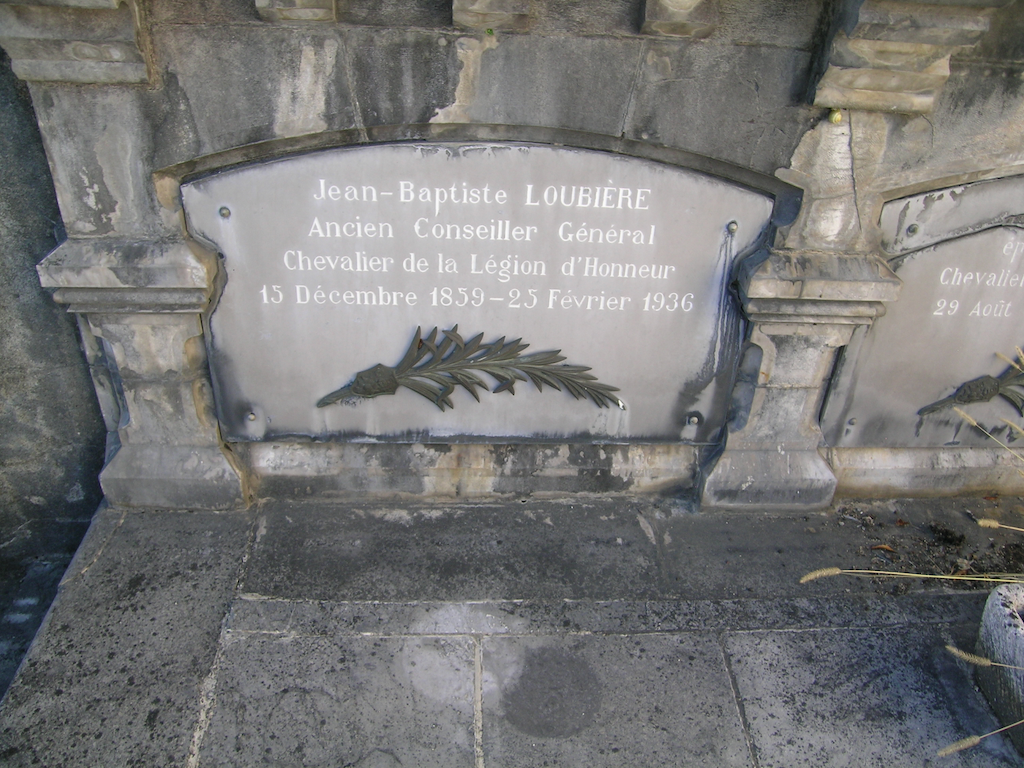 Jean-Baptiste LOUBIÈRE
Ancien Conseiller Général
Chevalier de la Légion d'Honneur
15 Décembre 1859-25 Février 1936
Chevalier
29 Août